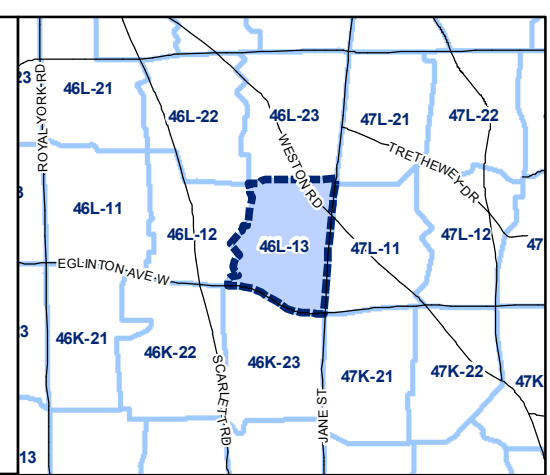 23
46L-21
46L-22
46L-23
47L-21
47L-22
ROYAL YORK RD
WESTON RD
TRETHEWEY DR
3
46L-11
46L-12
46L-13
47L-11
47L-12
47
EGLINTON AVE W
3
46K-21
46K-22
46K-23
47K-21
47K-22
47K
SCARLETT RD
JANE ST
13